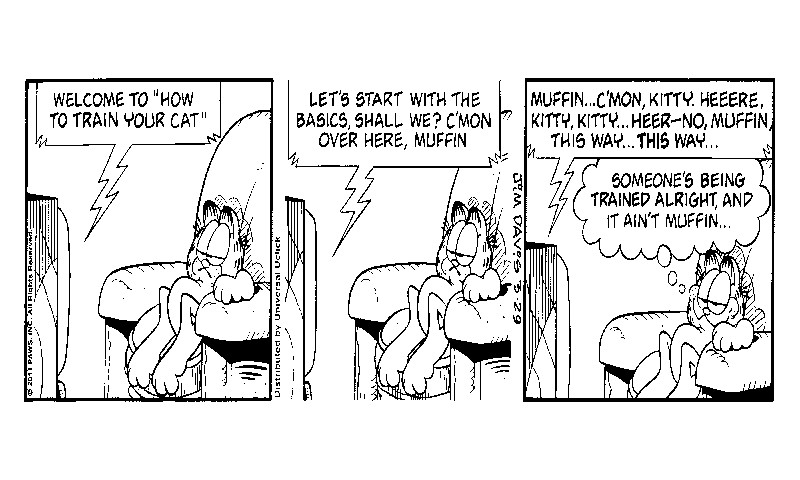 WELCOME TO "HOW
TO TRAIN YOUR CAT"
© 2011 PAWS, INC. All Rights Reserved.
LET'S START WITH THE
BASICS, SHALL WE? C'MON
OVER HERE, MUFFIN
Distributed by Universal Uclick
JIM DAVIS 3-29
MUFFIN...C'MON, KITTY. HEEERE,
KITTY, KITTY...HEER—NO, MUFFIN,
THIS WAY...THIS WAY...
SOMEONE'S BEING
TRAINED ALRIGHT, AND
IT AIN'T MUFFIN...